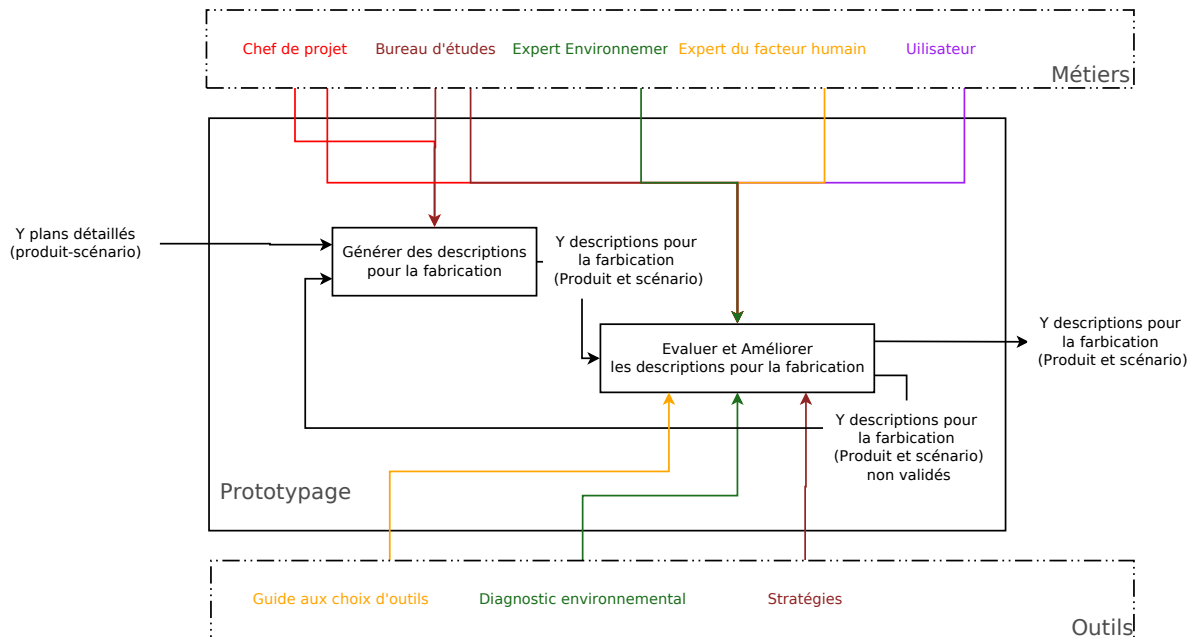 Chef de projet
Bureau d'études
Expert Environnemer
Expert du facteur humain
Uilisateur
Métiers
Y plans détaillés
(produit-scénario)
Générer des descriptions
pour la fabrication
Y descriptions pour
la farbication
(Produit et scénario)
Evaluer et Améliorer
les descriptions pour la fabrication
Y descriptions pour
la farbication
(Produit et scénario)
Y descriptions pour
la farbication
(Produit et scénario)
non validés
Prototypage
Guide aux choix d'outils
Diagnostic environnemental
Stratégies
Outils